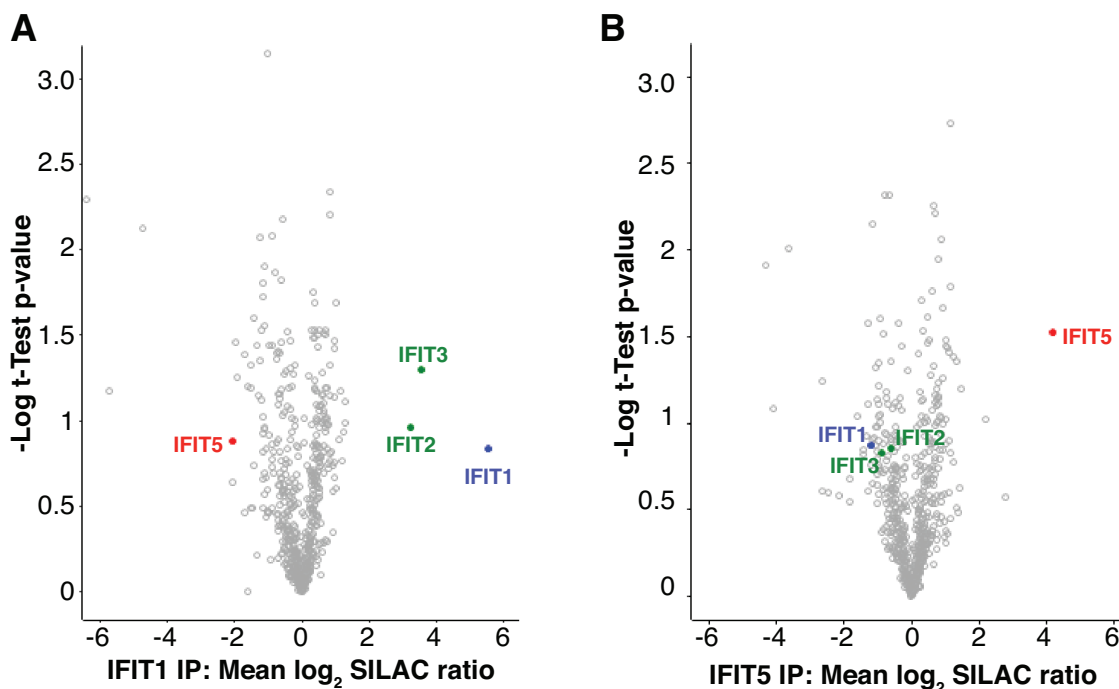 A
-Log t-Test p-value
3.0
2.5
2
1.5
1
0.5
0
IFIT3
IFIT5
IFIT2
IFIT1
-6 -4 -2 0 2 4 6
IFIT1 IP: Mean log2 SILAC ratio
B
-Log t-Test p-value
3.0
2.5
2
1.5
1
0.5
0
IFIT5
IFIT1
IFIT2
IFIT3
-6 -4 -2 0 2 4 6
IFIT5 IP: Mean log2 SILAC ratio